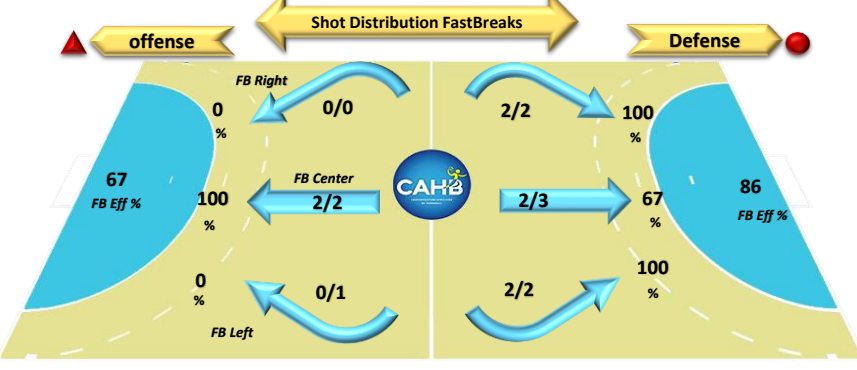 Shot Distribution FastBreaks
offense
Defense
FB Right
0
%
0/0
2/2
100
%
67
FB Eff %
FB Center
100
%
2/2
CAHB
2/3
67
%
86
FB Eff %
0
%
0/1
2/2
100
%
FB Left